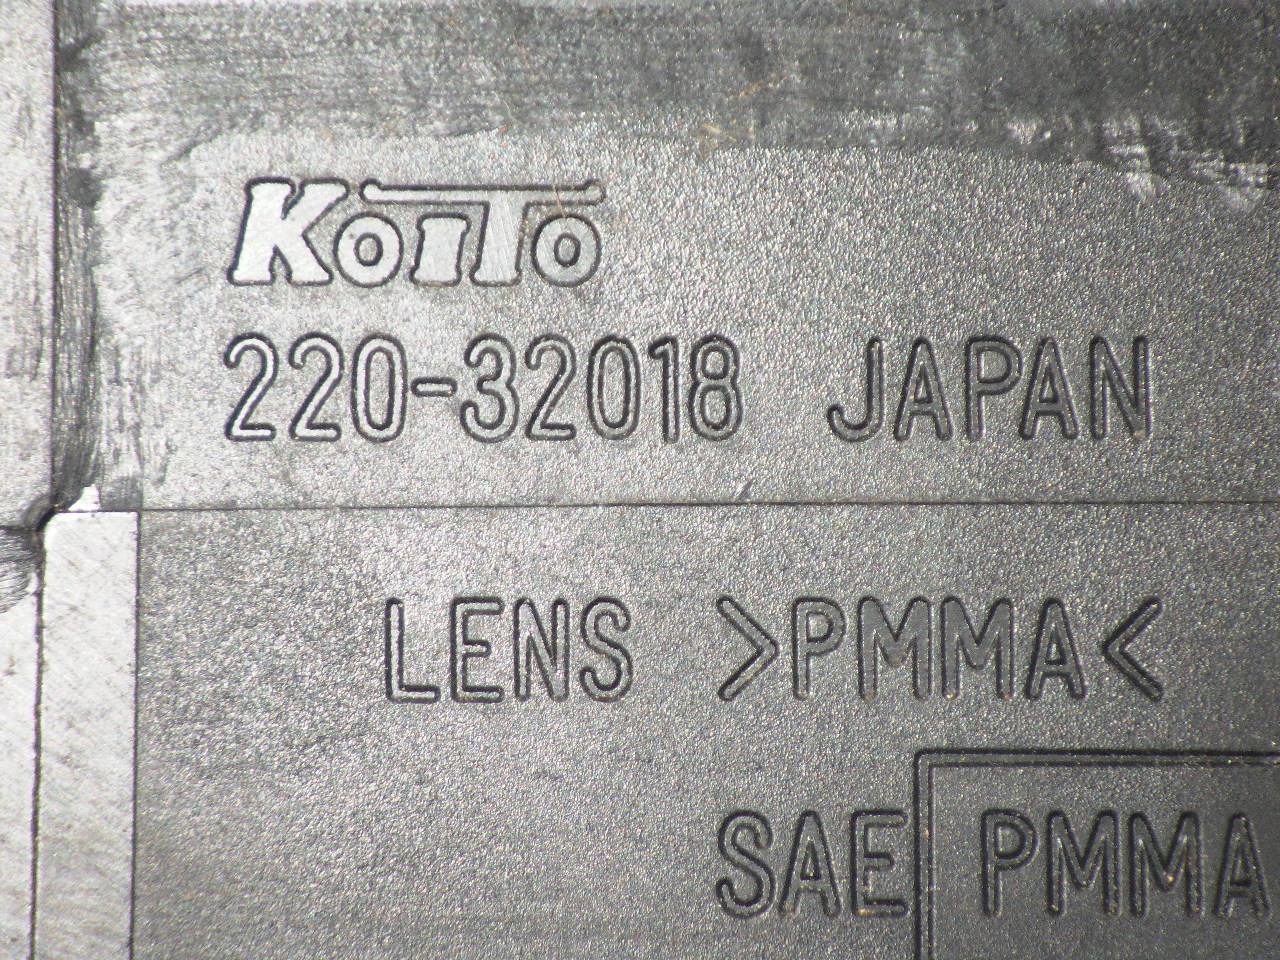 KOITO
220-32018 JAPAN
LENS >PMMA<
SAE PMMA